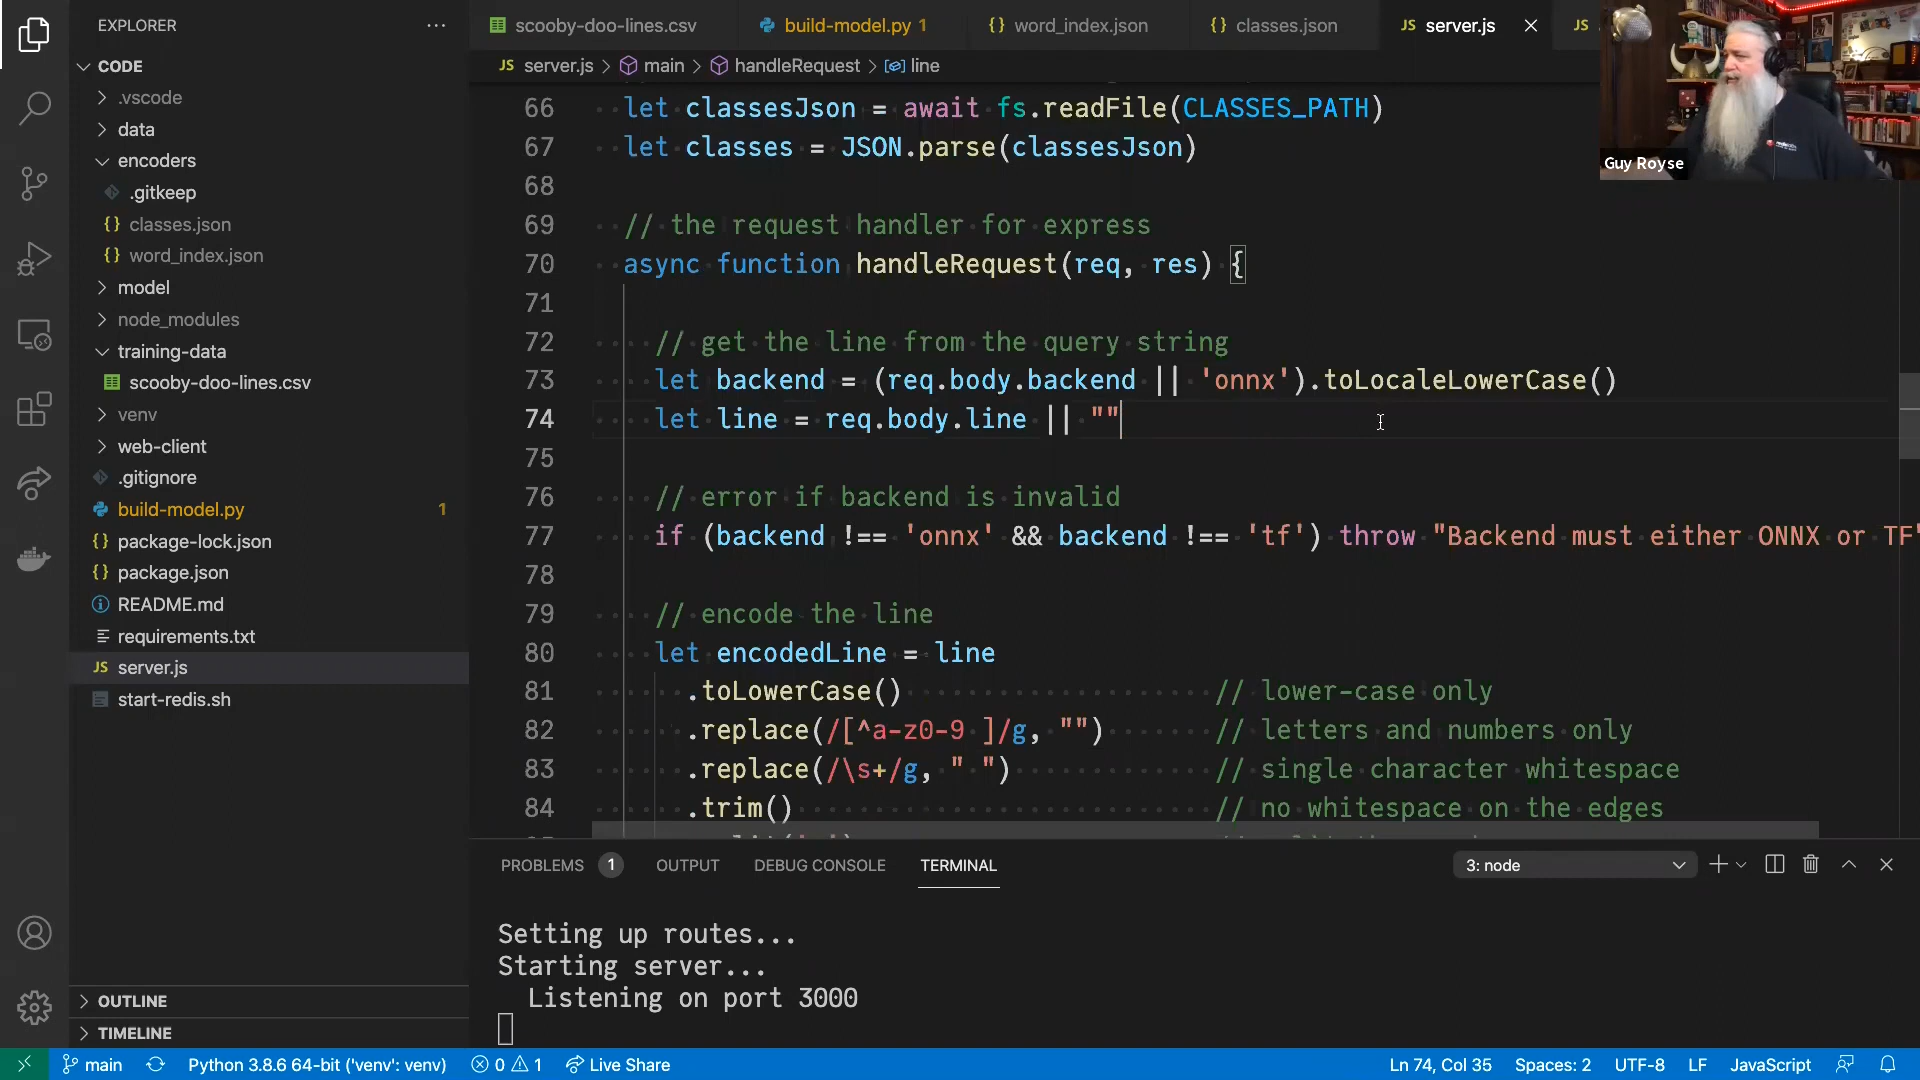 EXPLORER
CODE
.vscode
data
encoders
.gitkeep
classes.json
word_index.json
model
node_modules
training-data
scooby-doo-lines.csv
venv
web-client
.gitignore
build-model.py 1
package-lock.json
package.json
README.md
requirements.txt
JS server.js
start-redis.sh
OUTLINE
TIMELINE
scooby-doo-lines.csv build-model.py 1 {} word_index.json {} classes.json JS server.js JS
JS server.js > main > handleRequest > line
66 let classesJson = await fs.readFile(CLASSES_PATH)
67 let classes = JSON.parse(classesJson)
68
69 // the request handler for express
70 async function handleRequest(req, res) {
71
72 // get the line from the query string
73 let backend = (req.body.backend || 'onnx').toLocaleLowerCase()
74 let line = req.body.line || ""
75
76 // error if backend is invalid
77 if (backend !== 'onnx' && backend !== 'tf') throw "Backend must either ONNX or TF"
78
79 // encode the line
80 let encodedLine = line
81 .toLowerCase() // lower-case only
82 .replace(/[^a-z0-9 ]/g, "") // letters and numbers only
83 .replace(/\s+/g, " ") // single character whitespace
84 .trim() // no whitespace on the edges
Guy Royse
PROBLEMS 1 OUTPUT DEBUG CONSOLE TERMINAL 3: node
Setting up routes...
Starting server...
Listening on port 3000
main Python 3.8.6 64-bit ('venv': venv) 0 1 Live Share Ln 74, Col 35 Spaces: 2 UTF-8 LF JavaScript